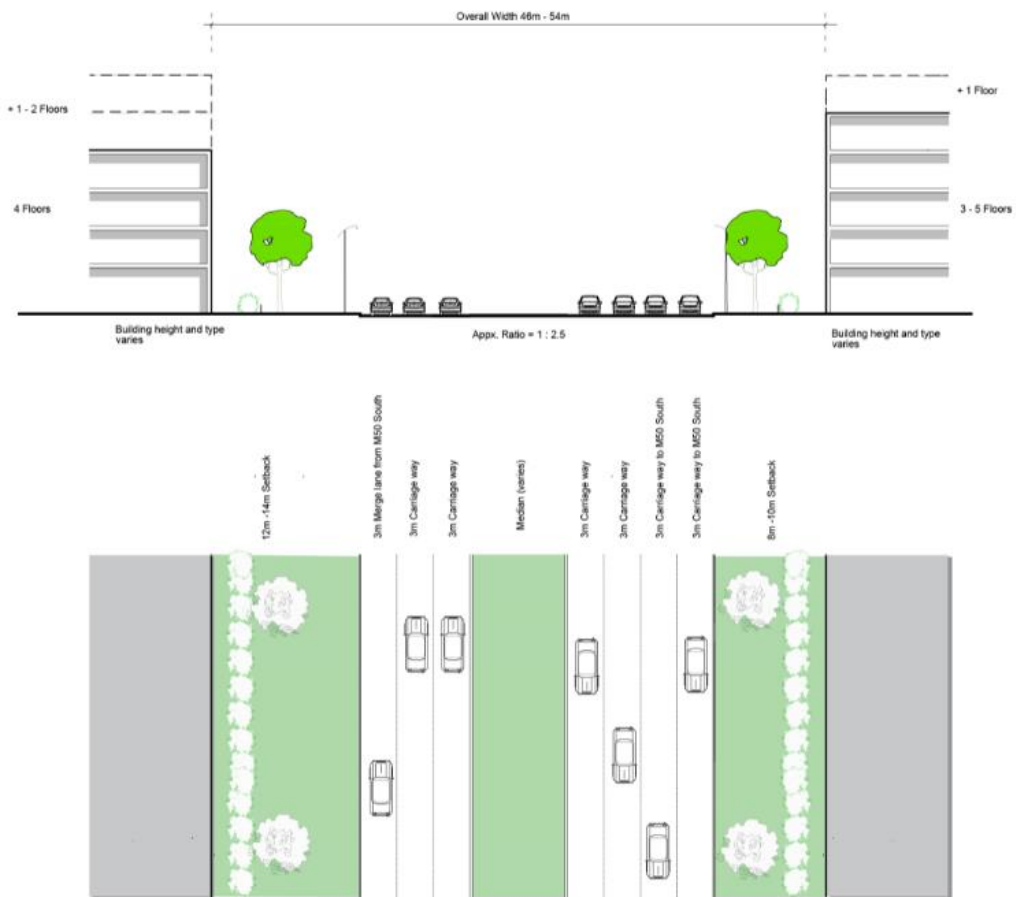 Overall Width 46m - 54m
+ 1 - 2 Floors
+ 1 Floor
4 Floors
3 - 5 Floors
Building height and type
varies
Appx. Ratio = 1 : 2.5
Building height and type
varies
12m -14m Setback
3m Merge lane from M50 South
3m Carriage way
3m Carriage way
Median (varies)
3m Carriage way
3m Carriage way
3m Carriage way to M50 South
3m Carriage way to M50 South
8m -10m Setback